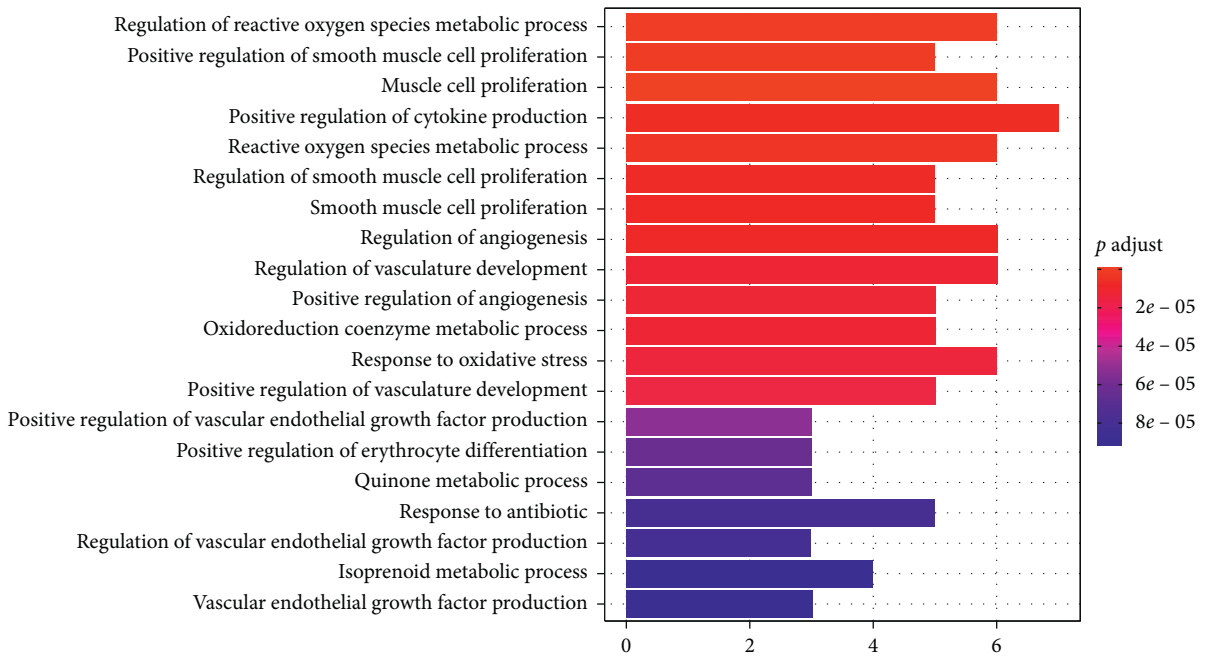 Regulation of reactive oxygen species metabolic process
Positive regulation of smooth muscle cell proliferation
Muscle cell proliferation
Positive regulation of cytokine production
Reactive oxygen species metabolic process
Regulation of smooth muscle cell proliferation
Smooth muscle cell proliferation
Regulation of angiogenesis
Regulation of vasculature development
Positive regulation of angiogenesis
Oxidoreduction coenzyme metabolic process
Response to oxidative stress
Positive regulation of vasculature development
Positive regulation of vascular endothelial growth factor production
Positive regulation of erythrocyte differentiation
Quinone metabolic process
Response to antibiotic
Regulation of vascular endothelial growth factor production
Isoprenoid metabolic process
Vascular endothelial growth factor production
0 2 4 6
p adjust
2e – 05
4e – 05
6e – 05
8e – 05